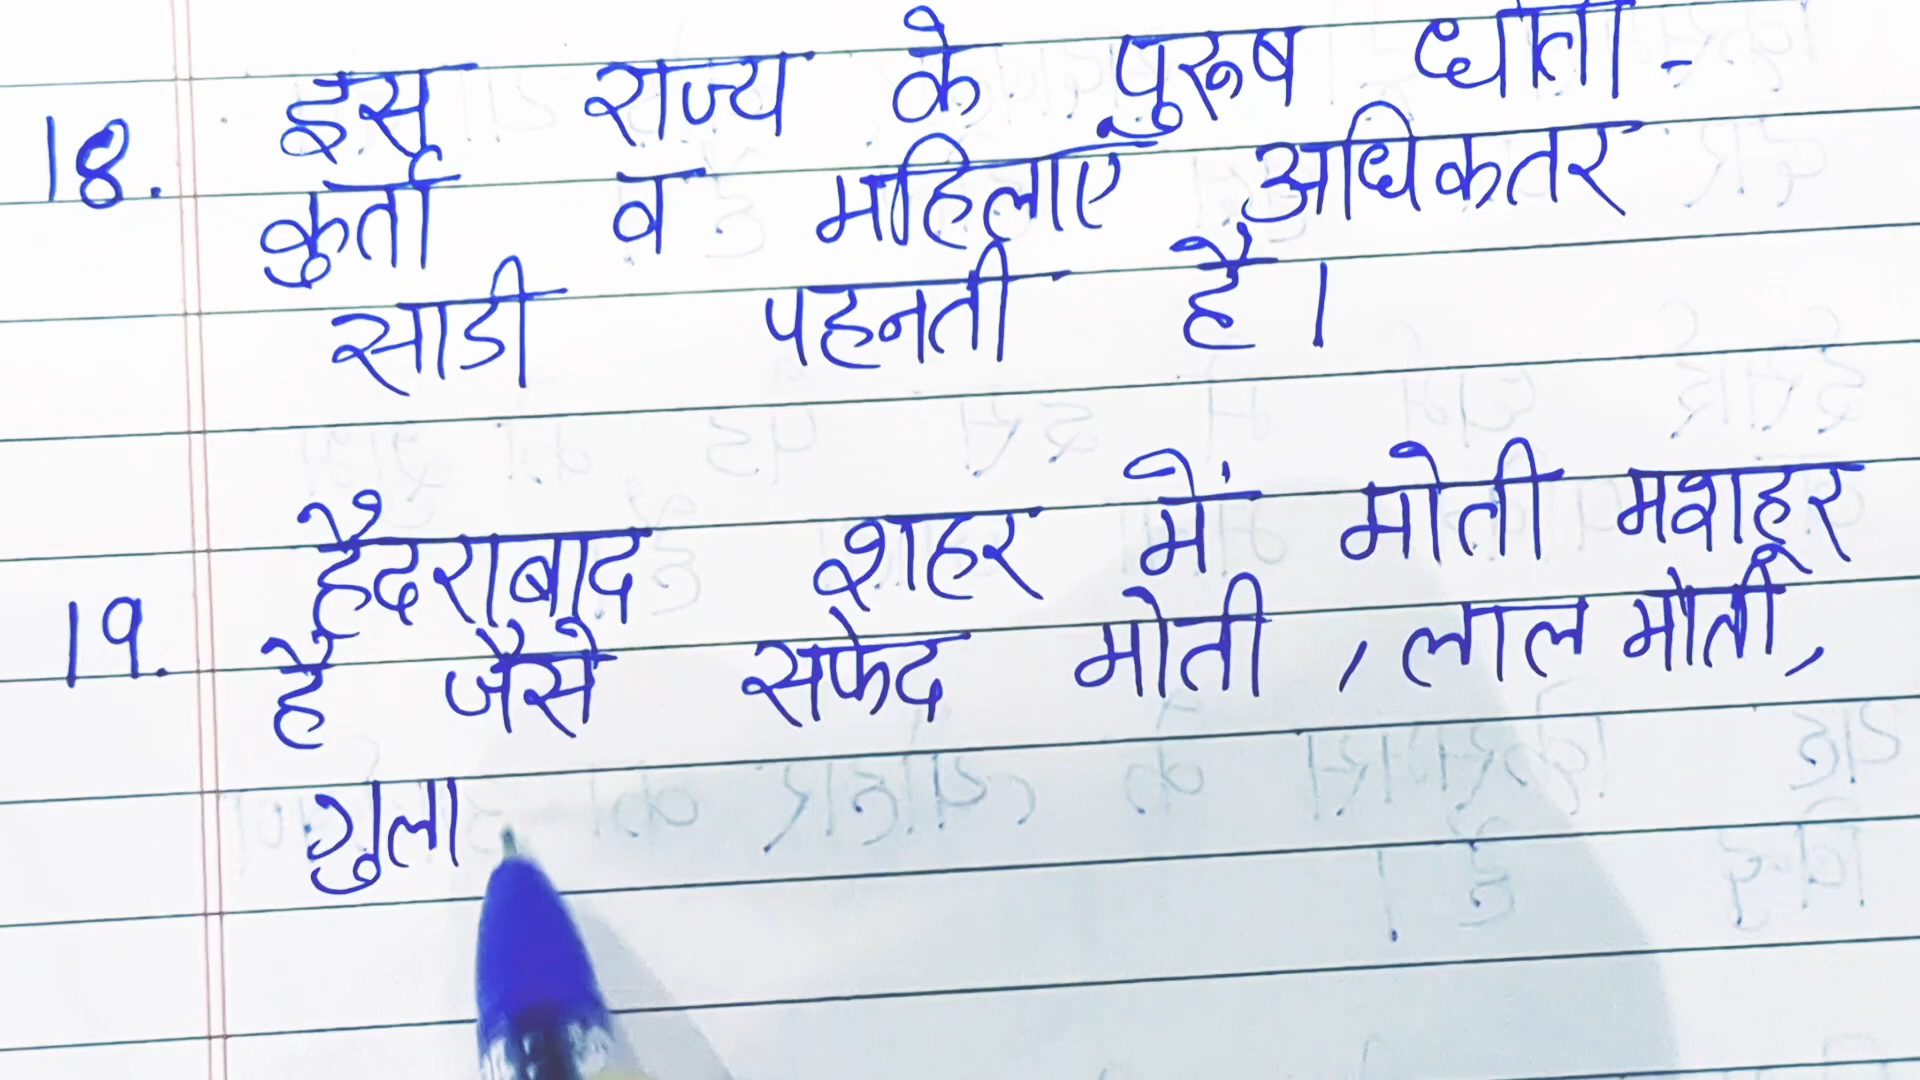 18. इस राज्य के पुरूष धोती -
कुर्ता व महिलाएं अधिकतर
साडी पहनती है।
19. हैदराबाद शहर में मोती मशहूर
है जैसे सफेद मोती, लाल मोती,
गुला